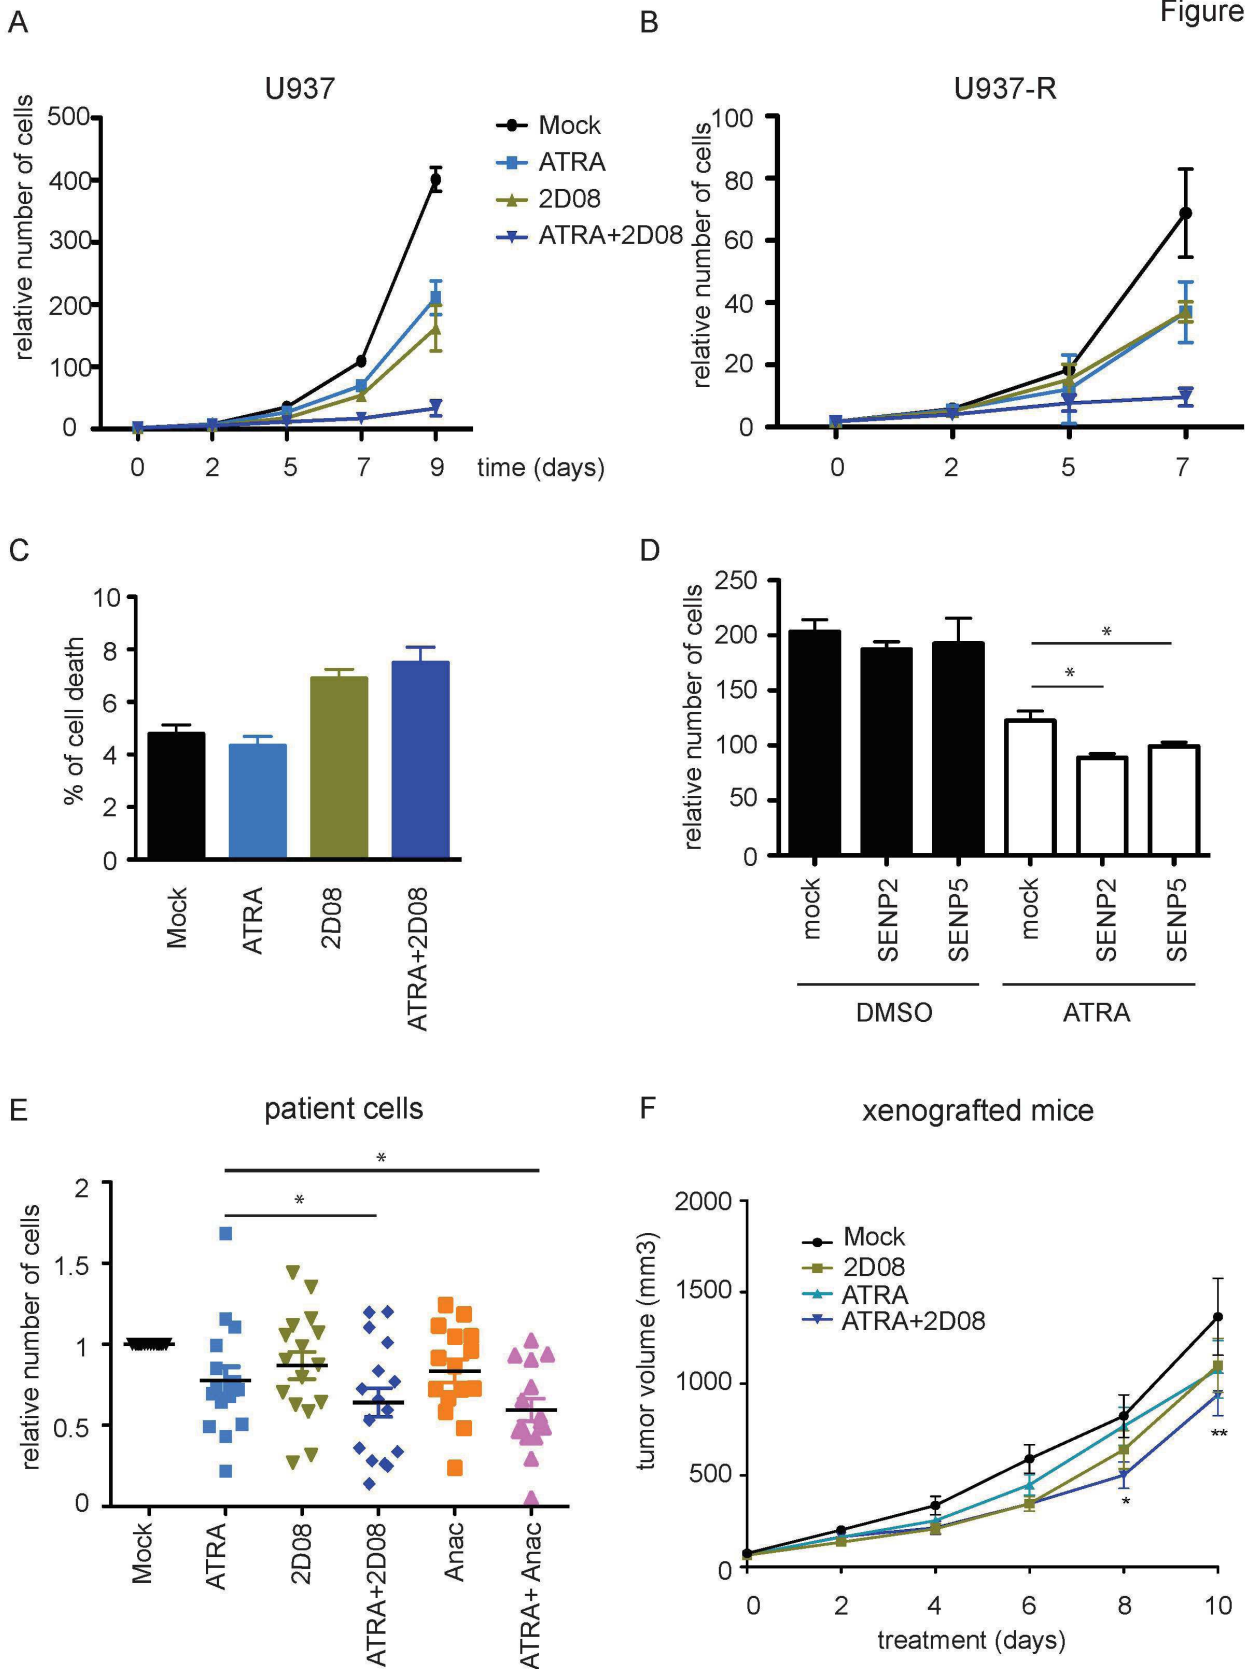 Figure
A
U937
relative number of cells
500
400
300
200
100
0
0 2 5 7 9 time (days)
Mock
ATRA
2D08
ATRA+2D08
B
U937-R
relative number of cells
100
80
60
40
20
0
0 2 5 7
C
% of cell death
10
8
6
4
2
0
Mock
ATRA
2D08
ATRA+2D08
D
relative number of cells
250
200
150
100
50
0
*
*
mock
SENP2
SENP5
mock
SENP2
SENP5
DMSO
ATRA
E
patient cells
relative number of cells
2
1.5
1
0.5
0
*
*
Mock
ATRA
2D08
ATRA+2D08
Anac
ATRA+ Anac
F
xenografted mice
tumor volume (mm3)
2000
1500
1000
500
0
Mock
2D08
ATRA
ATRA+2D08
*
**
0 2 4 6 8 10
treatment (days)